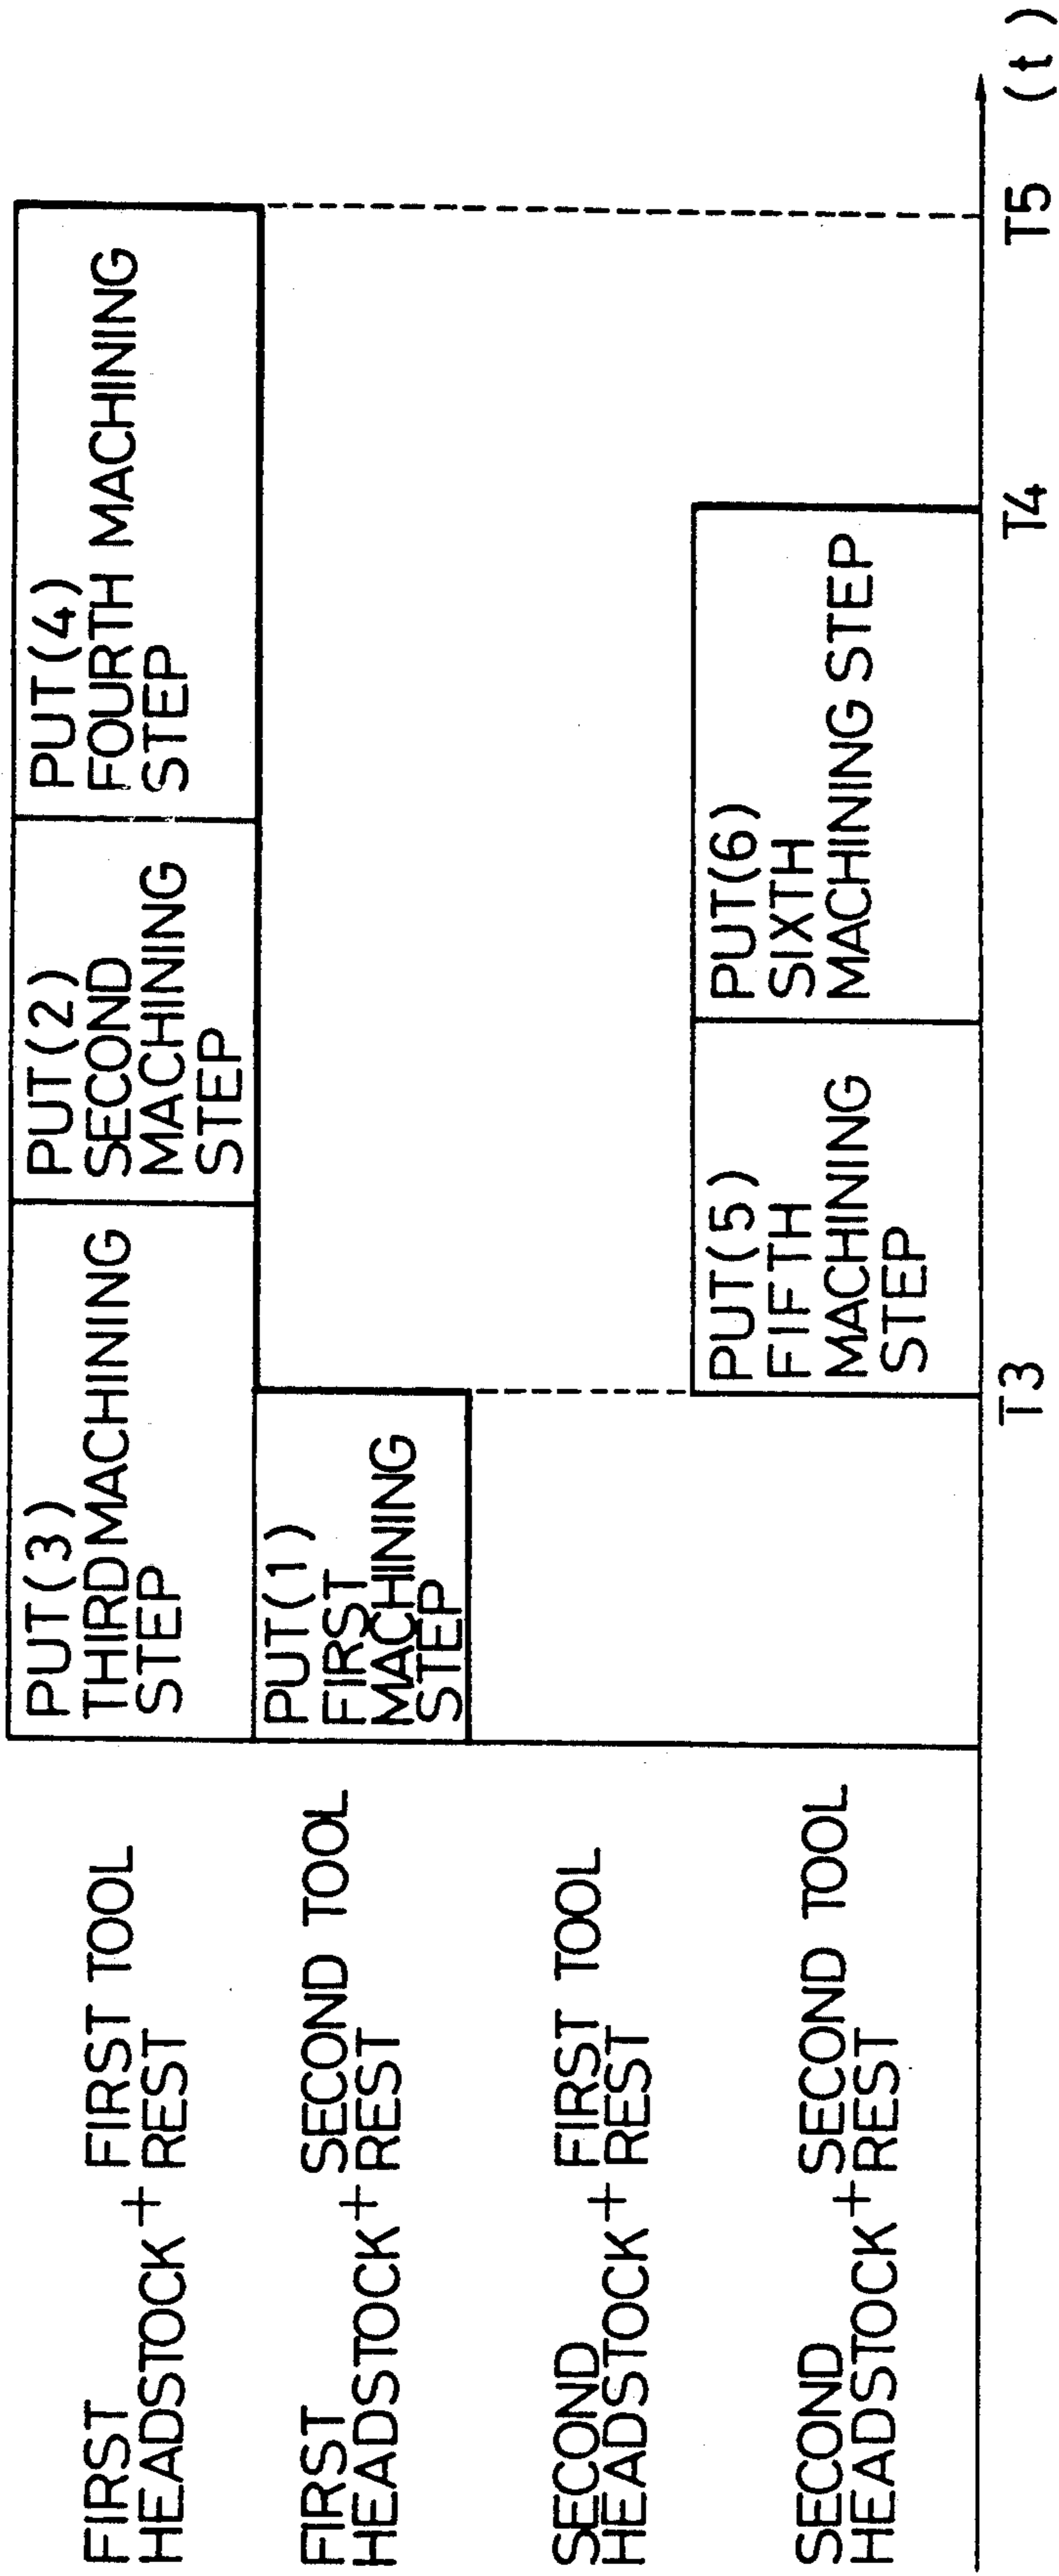 FIRST FIRST TOOL
HEADSTOCK + REST
PUT(3)
THIRD MACHINING
STEP
PUT(2)
SECOND
MACHINING
STEP
PUT(4)
FOURTH MACHINING
STEP
FIRST SECOND TOOL
HEADSTOCK + REST
PUT(1)
FIRST
MACHINING
STEP
SECOND FIRST TOOL
HEADSTOCK + REST
SECOND SECOND TOOL
HEADSTOCK + REST
PUT(5)
FIFTH
MACHINING
STEP
PUT(6)
SIXTH
MACHINING STEP
T3 T4 T5 (t)